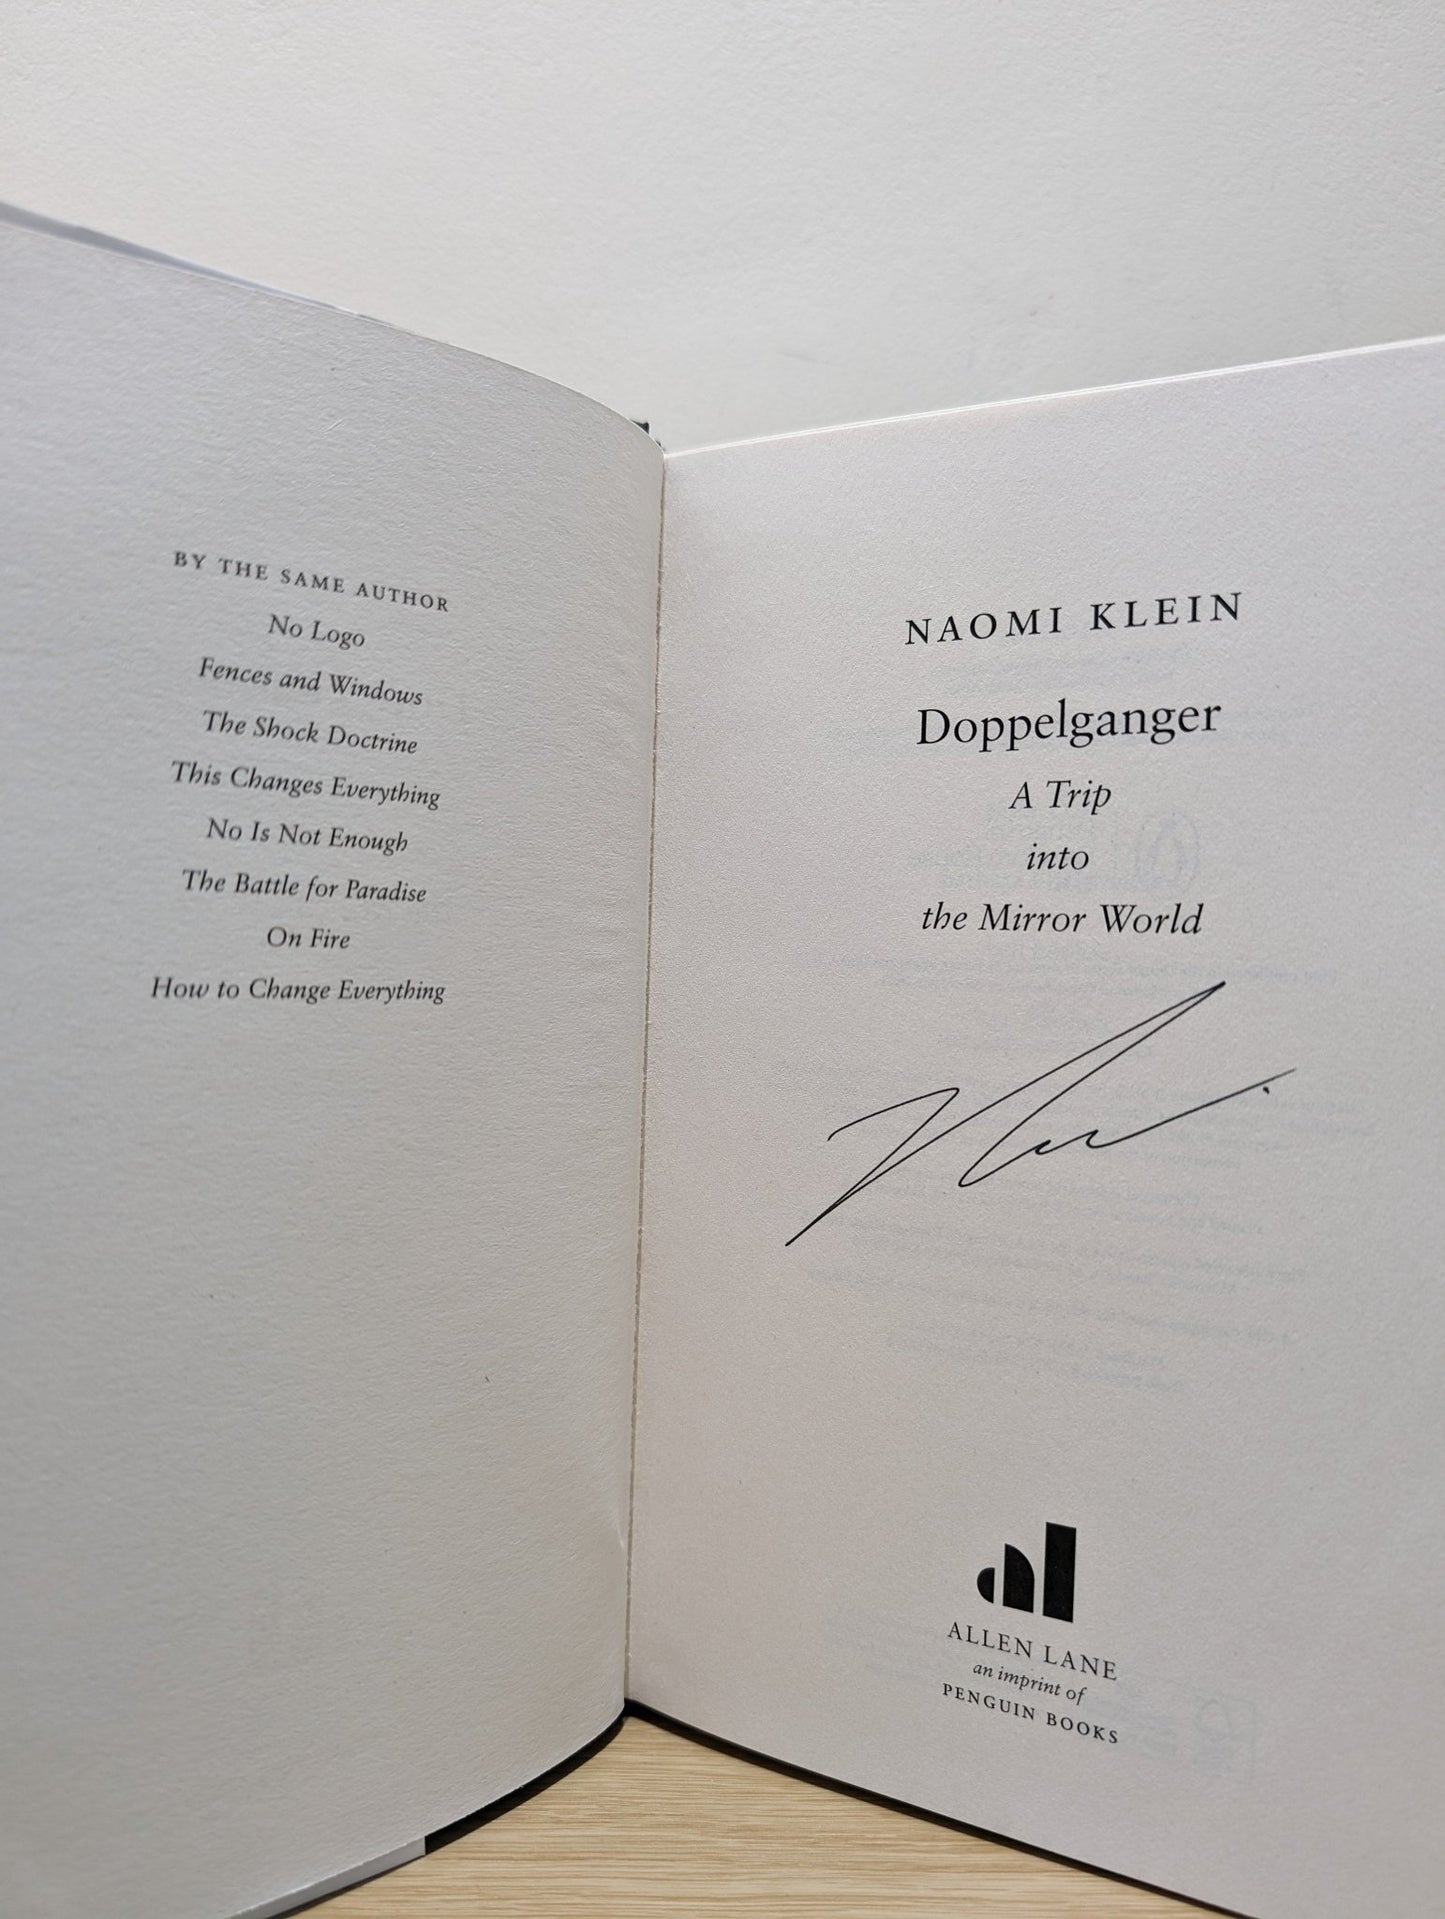 BY THE SAME AUTHOR
No Logo
Fences and Windows
The Shock Doctrine
This Changes Everything
No Is Not Enough
The Battle for Paradise
On Fire
How to Change Everything
NAOMI KLEIN
Doppelganger
A Trip
into
the Mirror World
ALLEN LANE
an imprint of
PENGUIN BOOKS